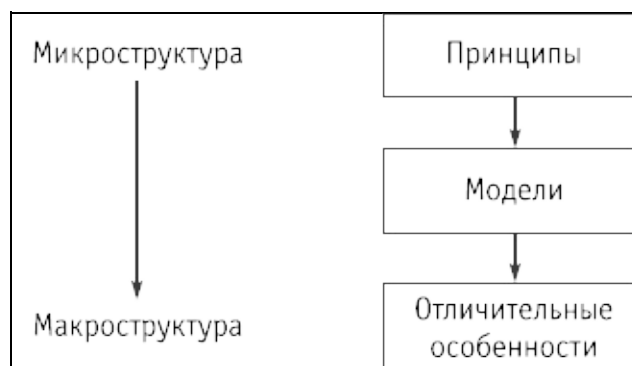 Микроструктура
Принципы
Модели
Макроструктура
Отличительные
особенности